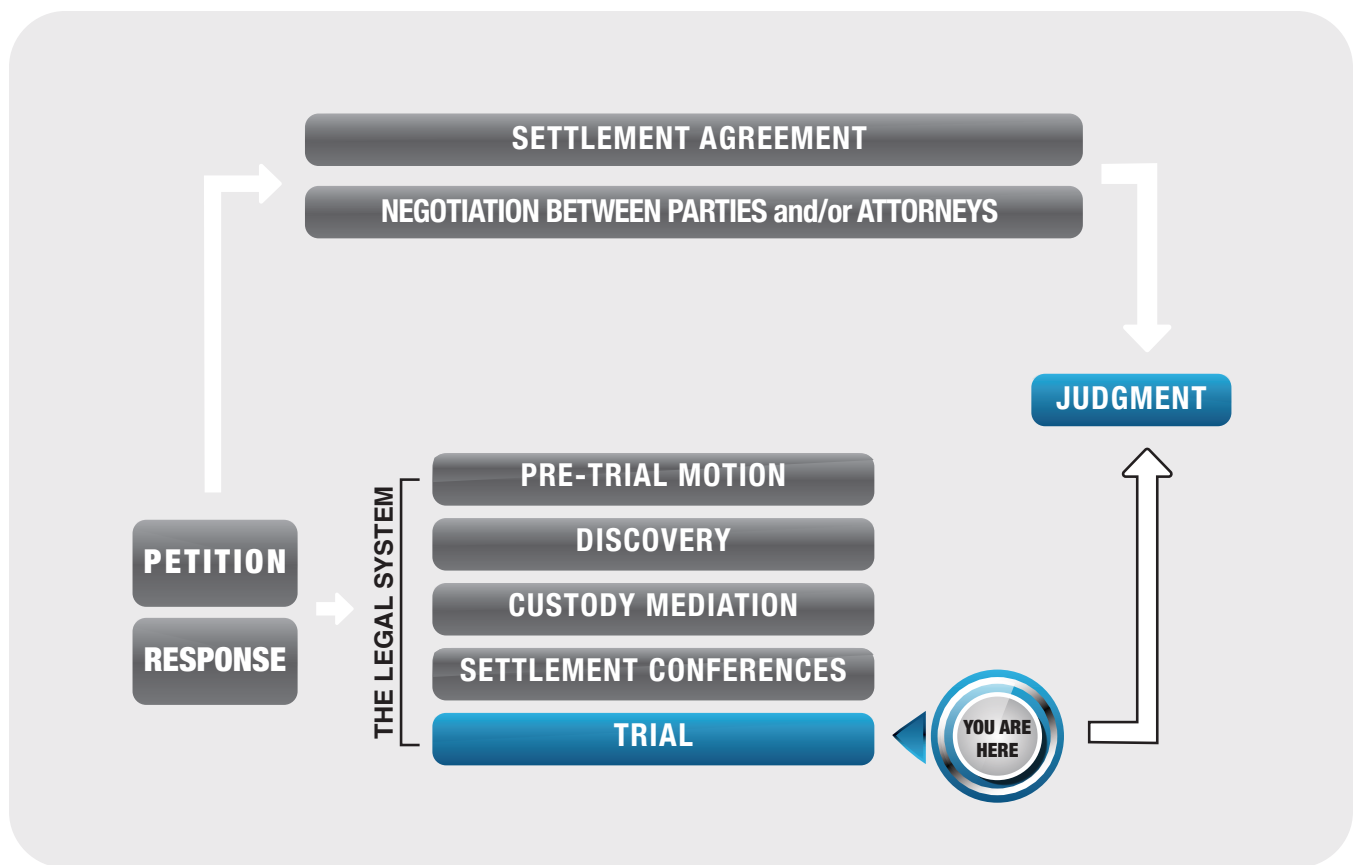 SETTLEMENT AGREEMENT
NEGOTIATION BETWEEN PARTIES and/or ATTORNEYS
JUDGMENT
PETITION
RESPONSE
THE LEGAL SYSTEM
PRE-TRIAL MOTION
DISCOVERY
CUSTODY MEDIATION
SETTLEMENT CONFERENCES
TRIAL
YOU ARE
HERE